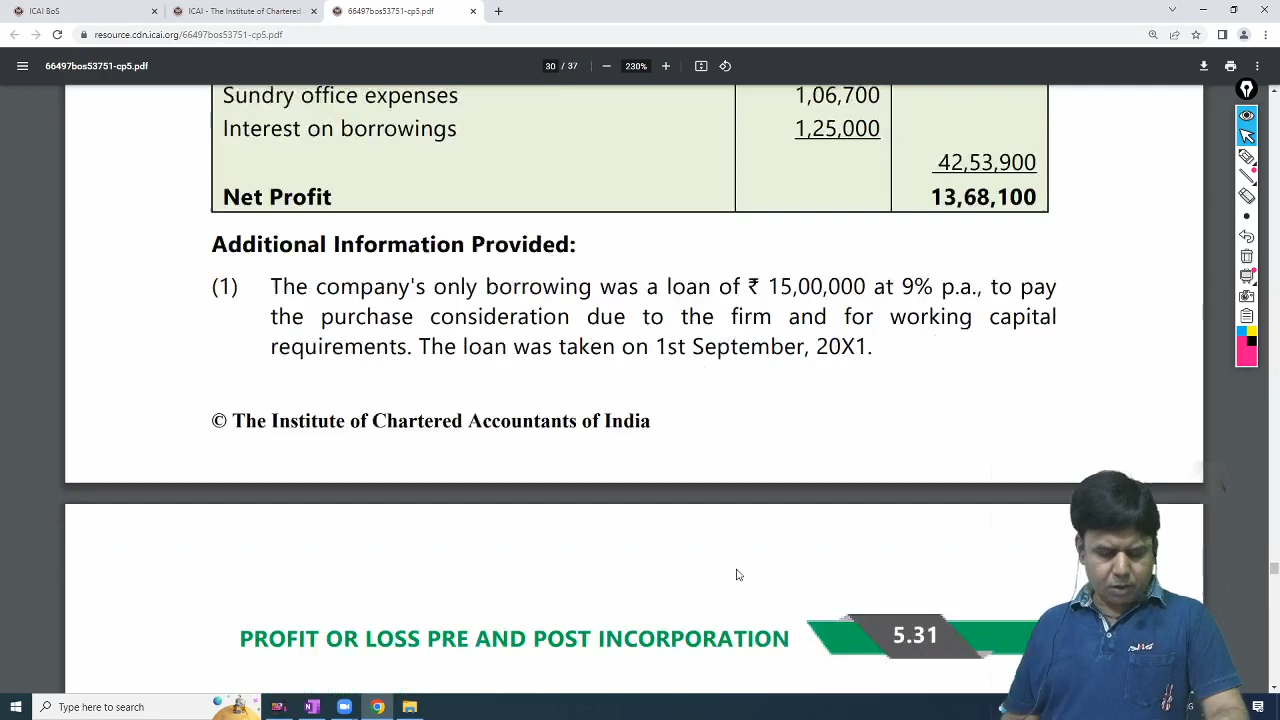 ICAI BoS
ICAI - The Institute of Chartered
66497bos53751-cp5.pdf
resource.cdn.icai.org/66497bos53751-cp5.pdf
66497bos53751-cp5.pdf
30 / 37
230%
Sundry office expenses 1,06,700
Interest on borrowings 1,25,000
42,53,900
Net Profit 13,68,100
Additional Information Provided:
(1) The company's only borrowing was a loan of ₹ 15,00,000 at 9% p.a., to pay
the purchase consideration due to the firm and for working capital
requirements. The loan was taken on 1st September, 20X1.
© The Institute of Chartered Accountants of India
PROFIT OR LOSS PRE AND POST INCORPORATION 5.31
Type here to search